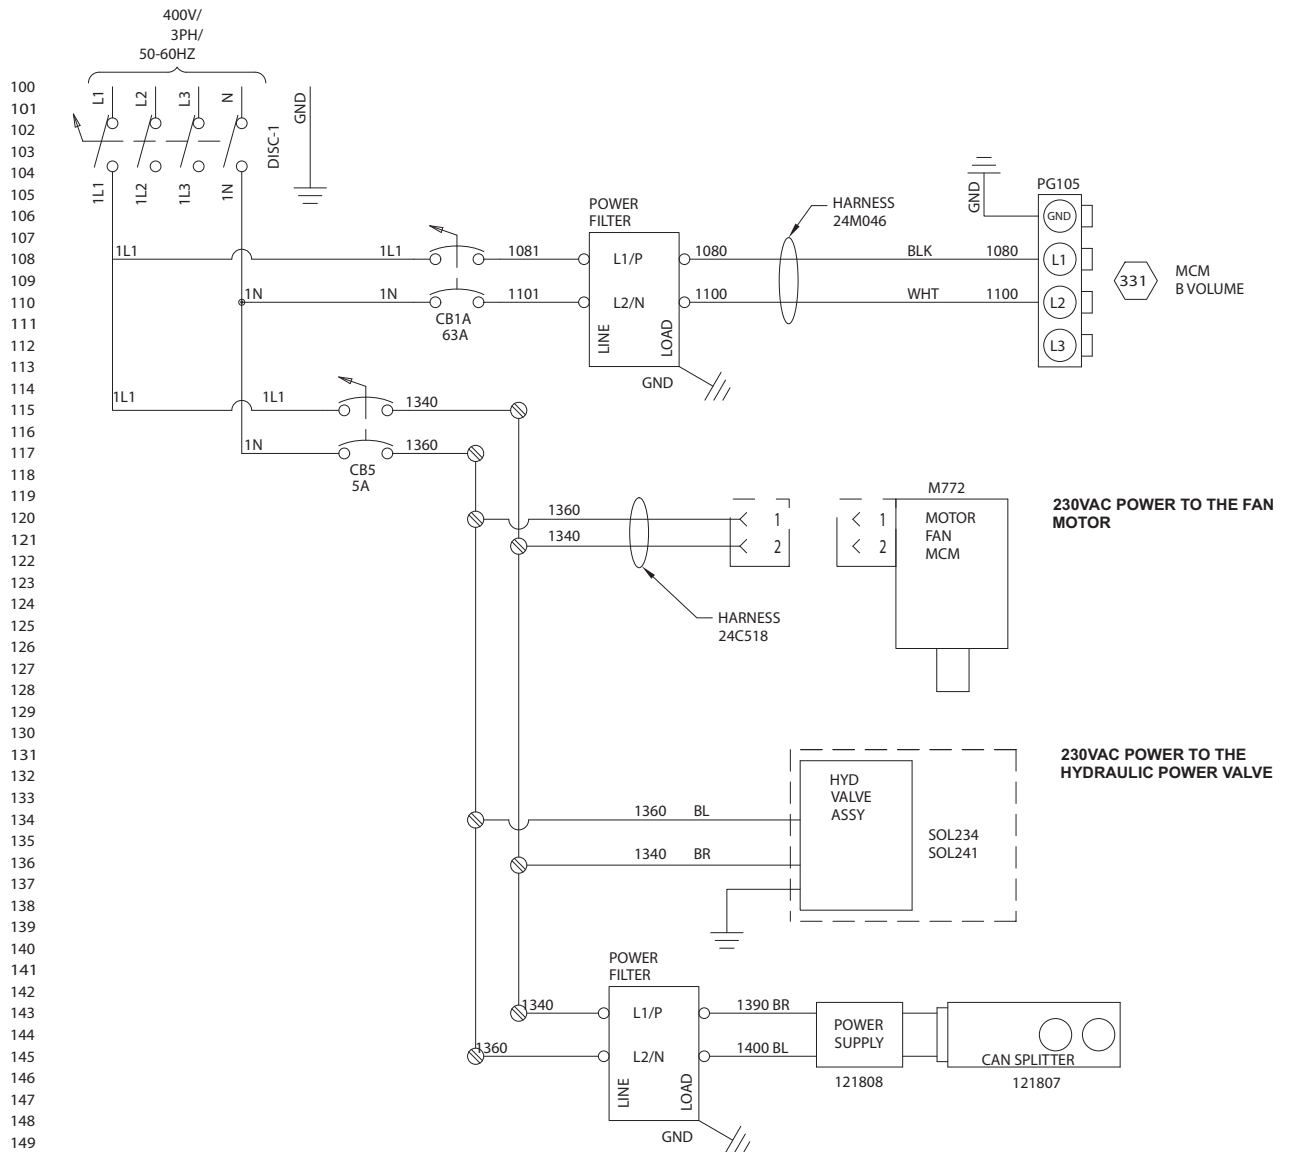 400V/
3PH/
50-60HZ
100
101
102
103
104
105
106
107
108
109
110
111
112
113
114
115
116
117
118
119
120
121
122
123
124
125
126
127
128
129
130
131
132
133
134
135
136
137
138
139
140
141
142
143
144
145
146
147
148
149
L1
L2
L3
N
GND
DISC-1
1L1
1L2
1L3
1N
1L1
1L1
1081
1N
1N
1101
CB1A
63A
POWER
FILTER
L1/P
L2/N
LINE
LOAD
GND
1080
1100
HARNESS
24M046
BLK
1080
WHT
1100
GND
PG105
GND
L1
L2
L3
331
MCM
B VOLUME
1L1
1L1
1340
1N
1360
CB5
5A
1360
1340
HARNESS
24C518
1
2
1
2
M772
MOTOR
FAN
MCM
230VAC POWER TO THE FAN
MOTOR
230VAC POWER TO THE
HYDRAULIC POWER VALVE
HYD
VALVE
ASSY
1360 BL
1340 BR
SOL234
SOL241
POWER
FILTER
1340
L1/P
1390 BR
1360
L2/N
1400 BL
LINE
LOAD
GND
POWER
SUPPLY
121808
CAN SPLITTER
121807